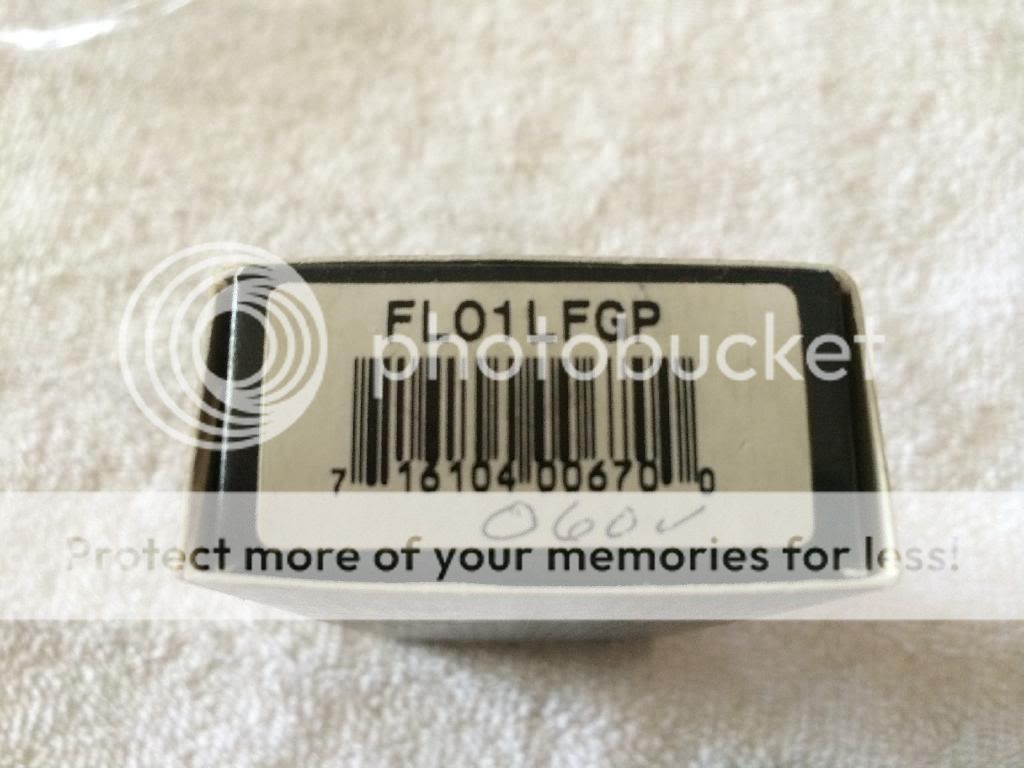 FL01LFGP
photobucket
7 16104 00670 0
060✓
Protect more of your memories for less!